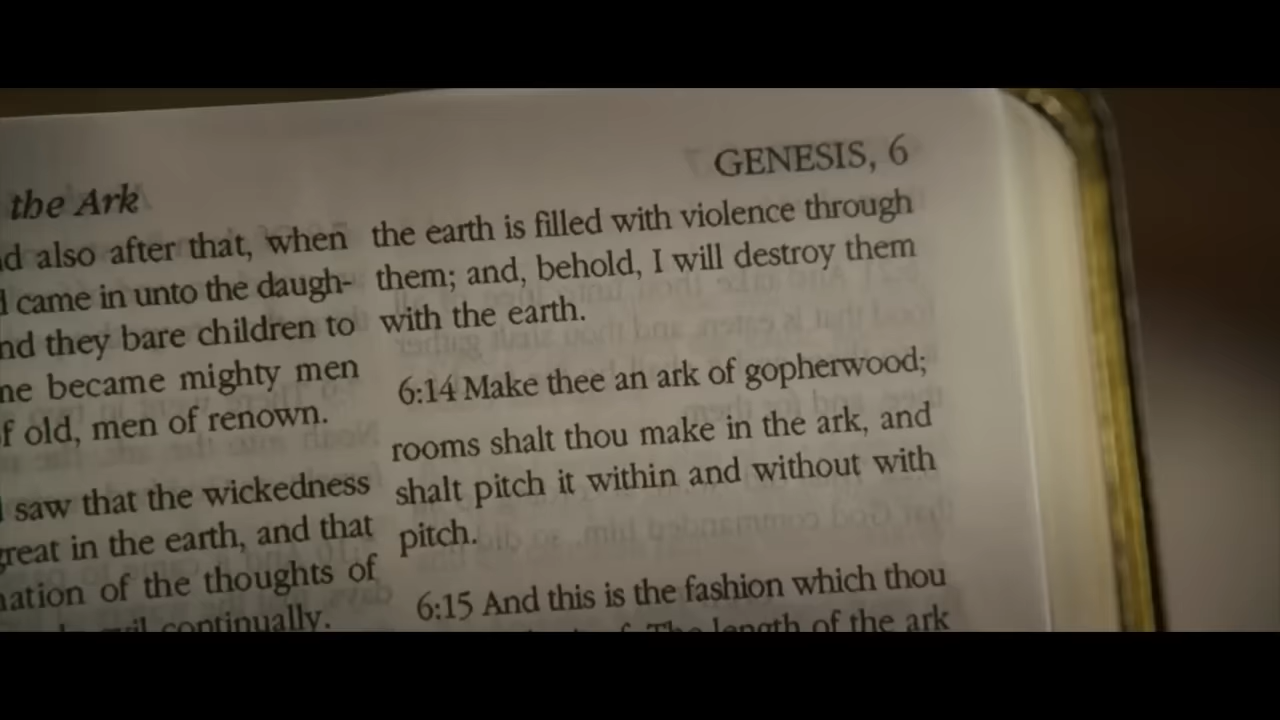 GENESIS, 6
the Ark
also after that, when
came in unto the daugh-
they bare children to
became mighty men
old, men of renown.
saw that the wickedness
in the earth, and that
of the thoughts of
continually.
the earth is filled with violence through
them; and, behold, I will destroy them
with the earth.
6:14 Make thee an ark of gopherwood;
rooms shalt thou make in the ark, and
shalt pitch it within and without with
pitch.
6:15 And this is the fashion which thou
The length of the ark